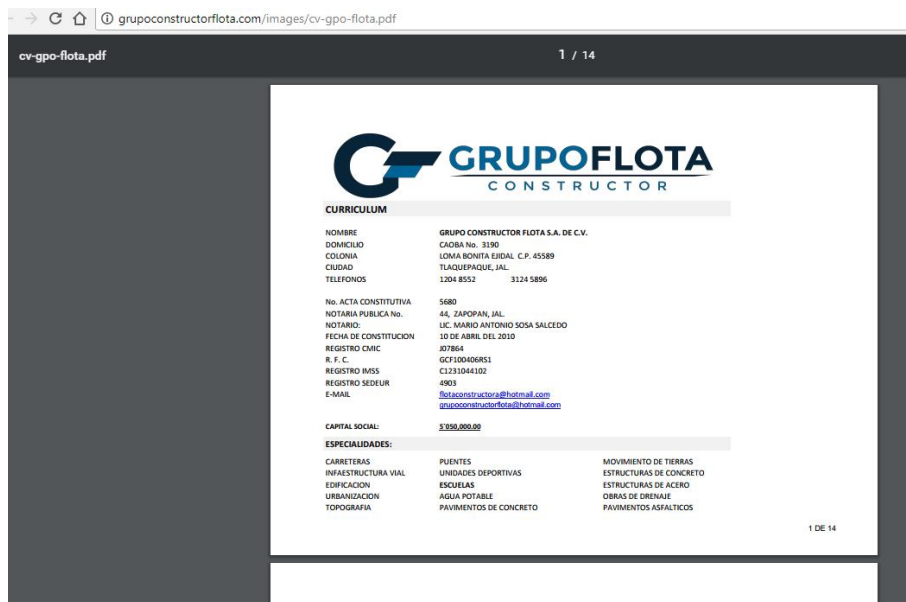 grupoconstructorflota.com/images/cv-gpo-flota.pdf
cv-gpo-flota.pdf 1 / 14
GRUPOFLOTA
CONSTRUCTOR
CURRICULUM
NOMBRE GRUPO CONSTRUCTOR FLOTA S.A. DE C.V.
DOMICILIO CAOBA No. 3190
COLONIA LOMA BONITA EJIDAL C.P. 45589
CIUDAD TLAQUEPAQUE, JAL.
TELEFONOS 1204 8552 3124 5896
No. ACTA CONSTITUTIVA 5680
NOTARIA PUBLICA No. 44, ZAPOPAN, JAL.
NOTARIO: LIC. MARIO ANTONIO SOSA SALCEDO
FECHA DE CONSTITUCION 10 DE ABRIL DEL 2010
REGISTRO CMIC J07864
R. F. C. GCF100406RS1
REGISTRO IMSS C1231044102
REGISTRO SEDEUR 4903
E-MAIL flotaconstructora@hotmail.com
grupoconstructorflota@hotmail.com
CAPITAL SOCIAL: 5'050,000.00
ESPECIALIDADES:
CARRETERAS PUENTES MOVIMIENTO DE TIERRAS
INFAESTRUCTURA VIAL UNIDADES DEPORTIVAS ESTRUCTURAS DE CONCRETO
EDIFICACION ESCUELAS ESTRUCTURAS DE ACERO
URBANIZACION AGUA POTABLE OBRAS DE DRENAJE
TOPOGRAFIA PAVIMENTOS DE CONCRETO PAVIMENTOS ASFALTICOS
1 DE 14